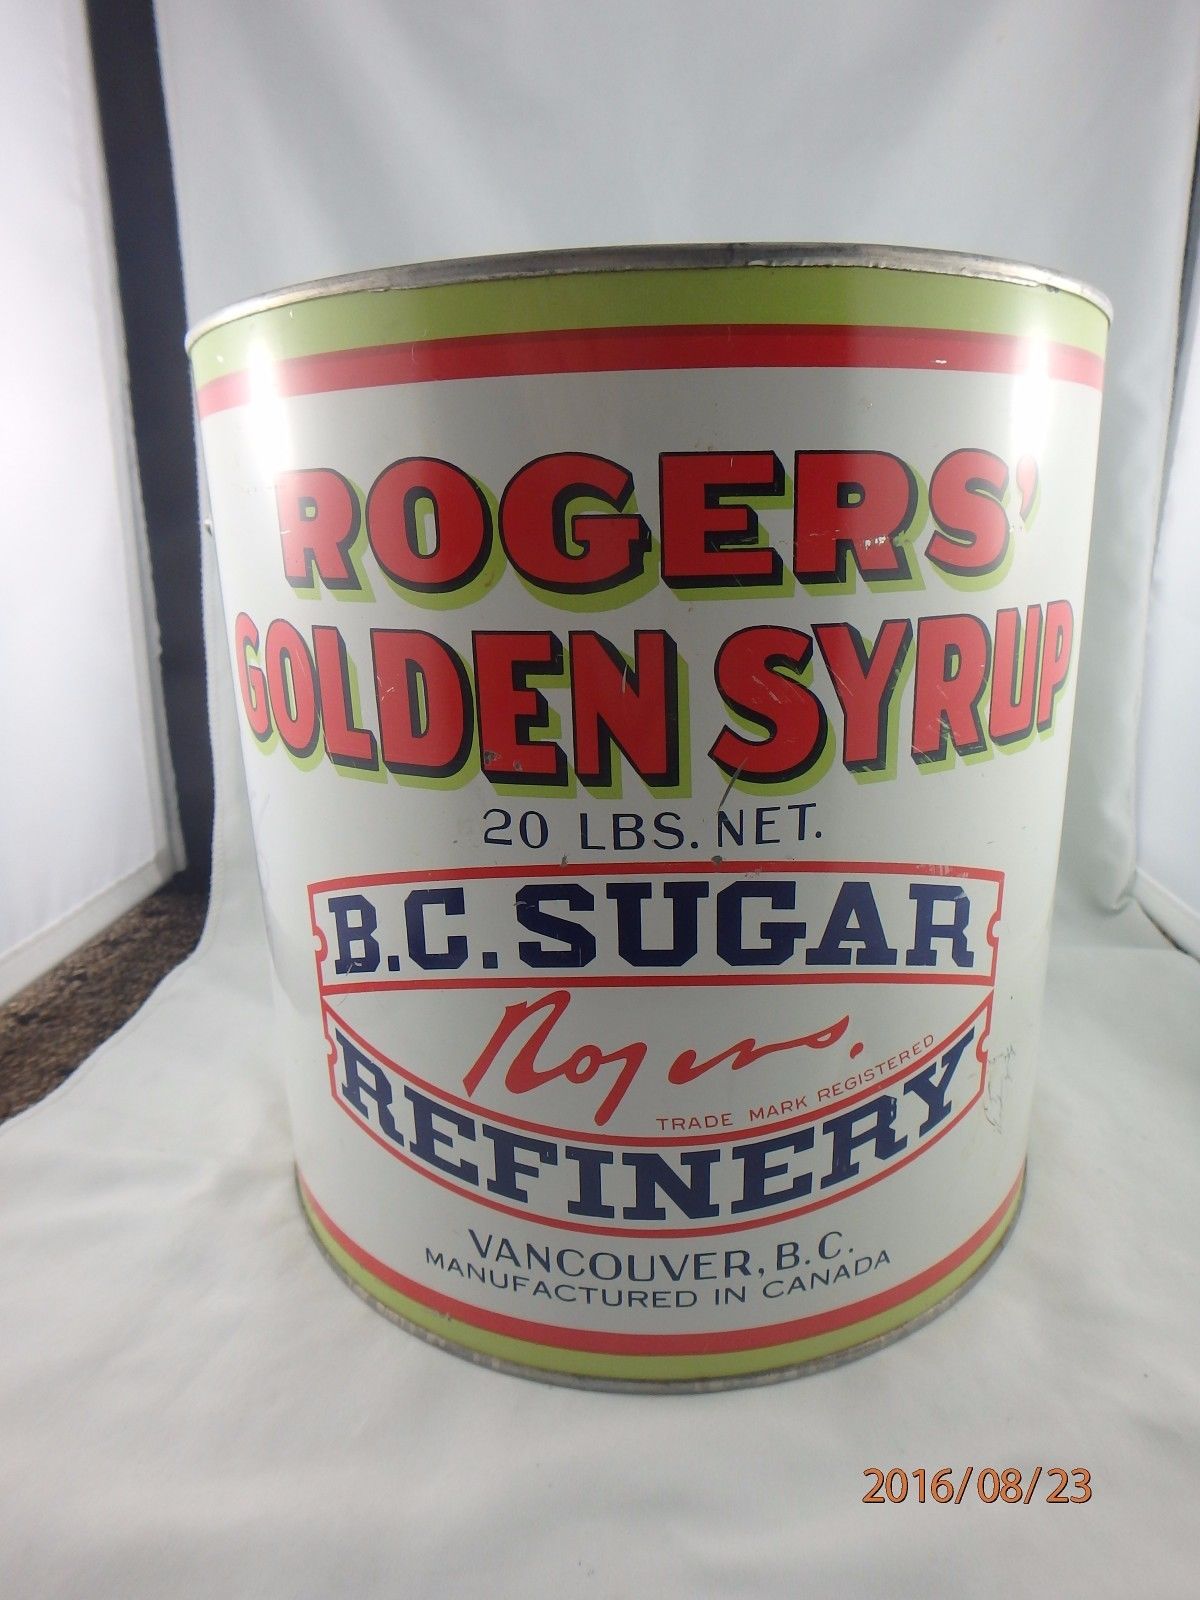 ROGERS'
GOLDEN SYRUP
20 LBS. NET.
B.C. SUGAR
Rogers.
TRADE MARK REGISTERED
REFINERY
VANCOUVER, B.C.
MANUFACTURED IN CANADA
2016/08/23